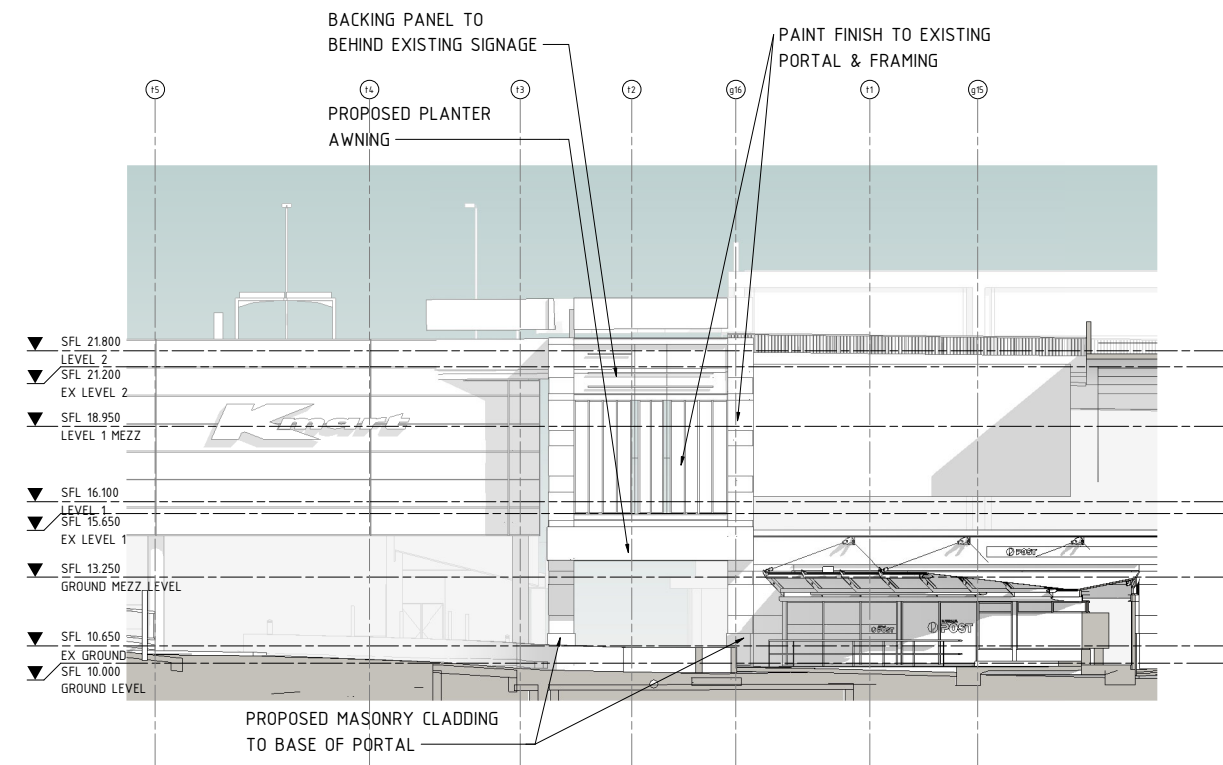 BACKING PANEL TO
BEHIND EXISTING SIGNAGE
PAINT FINISH TO EXISTING
PORTAL & FRAMING
t5
t4
t3
t2
g16
t1
g15
PROPOSED PLANTER
AWNING
SFL 21.800
LEVEL 2
SFL 21.200
EX LEVEL 2
SFL 18.950
LEVEL 1 MEZZ
Kmart
SFL 16.100
LEVEL 1
SFL 15.650
EX LEVEL 1
POST
SFL 13.250
GROUND MEZZ LEVEL
POST
POST
SFL 10.650
EX GROUND
SFL 10.000
GROUND LEVEL
PROPOSED MASONRY CLADDING
TO BASE OF PORTAL